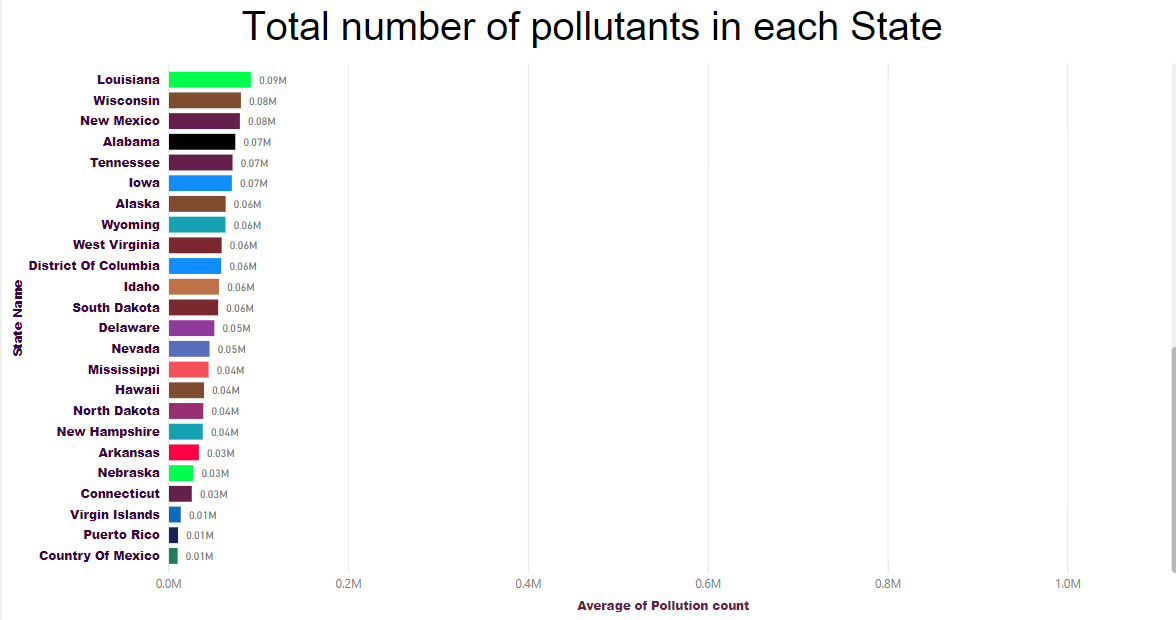 Total number of pollutants in each State
Louisiana 0.09M
Wisconsin 0.08M
New Mexico 0.08M
Alabama 0.07M
Tennessee 0.07M
Iowa 0.07M
Alaska 0.06M
Wyoming 0.06M
West Virginia 0.06M
District Of Columbia 0.06M
Idaho 0.06M
South Dakota 0.06M
Delaware 0.05M
Nevada 0.05M
Mississippi 0.04M
Hawaii 0.04M
North Dakota 0.04M
New Hampshire 0.04M
Arkansas 0.03M
Nebraska 0.03M
Connecticut 0.03M
Virgin Islands 0.01M
Puerto Rico 0.01M
Country Of Mexico 0.01M
State Name
0.0M 0.2M 0.4M 0.6M 0.8M 1.0M
Average of Pollution count